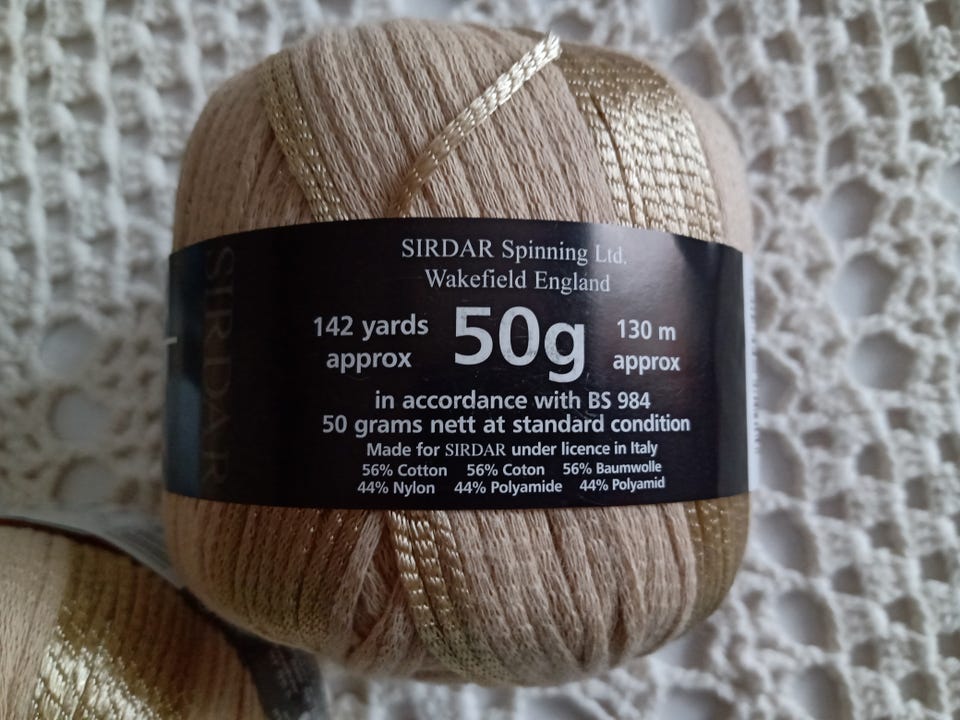 SIRDAR
SIRDAR Spinning Ltd.
Wakefield England
142 yards approx
50g
130 m approx
in accordance with BS 984
50 grams nett at standard condition
Made for SIRDAR under licence in Italy
56% Cotton 56% Coton 56% Baumwolle
44% Nylon 44% Polyamide 44% Polyamid